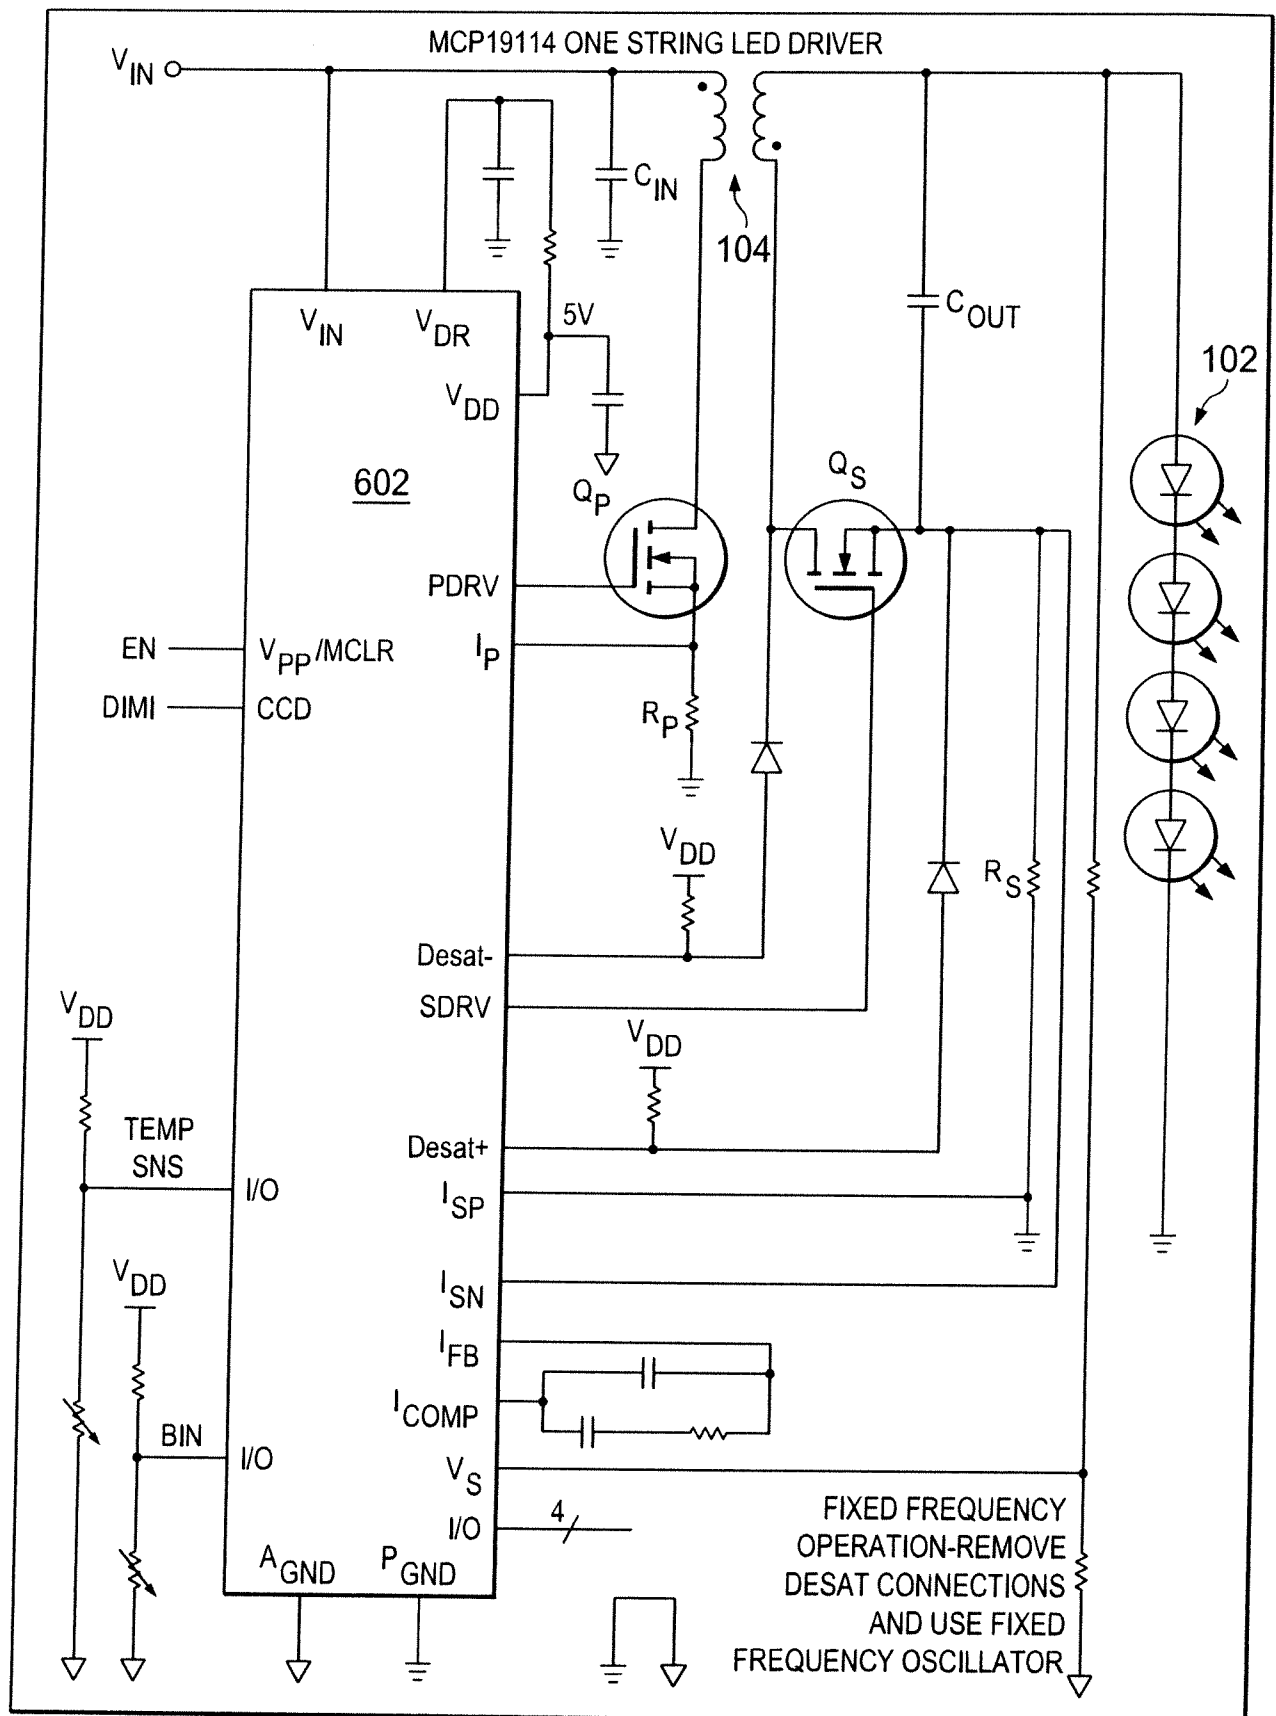 MCP19114 ONE STRING LED DRIVER
VIN
CIN
104
COUT
102
VIN
VDR
5V
VDD
602
QP
QS
PDRV
EN
VPP/MCLR
IP
DIMI
CCD
RP
VDD
RS
Desat-
SDRV
VDD
VDD
TEMP
SNS
Desat+
I/O
ISP
VDD
ISN
IFB
ICOMP
BIN
I/O
VS
I/O
4
AGND
PGND
FIXED FREQUENCY
OPERATION-REMOVE
DESAT CONNECTIONS
AND USE FIXED
FREQUENCY OSCILLATOR